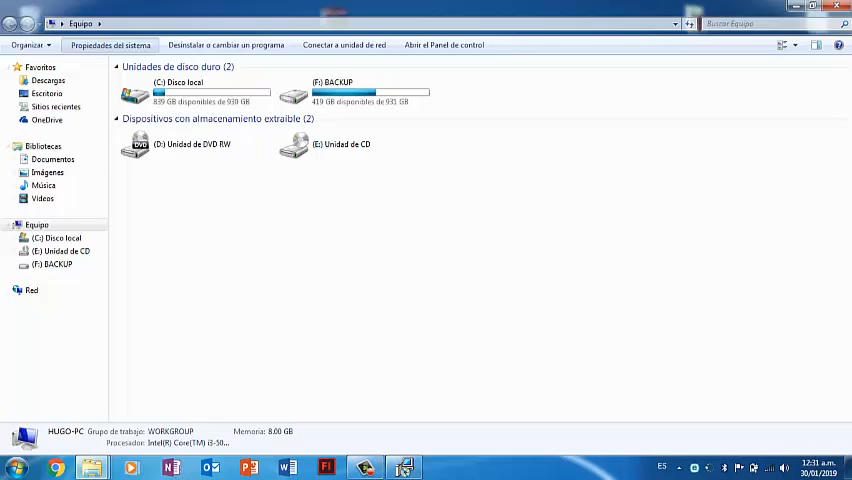 Equipo
Buscar Equipo
Organizar
Propiedades del sistema
Desinstalar o cambiar un programa
Conectar a unidad de red
Abrir el Panel de control
Favoritos
Descargas
Escritorio
Sitios recientes
OneDrive
Bibliotecas
Documentos
Imágenes
Música
Vídeos
Equipo
(C:) Disco local
(E:) Unidad de CD
(F:) BACKUP
Red
Unidades de disco duro (2)
(C:) Disco local
839 GB disponibles de 930 GB
(F:) BACKUP
419 GB disponibles de 931 GB
Dispositivos con almacenamiento extraíble (2)
DVD
(D:) Unidad de DVD RW
(E:) Unidad de CD
HUGO-PC Grupo de trabajo: WORKGROUP Memoria: 8.00 GB
Procesador: Intel(R) Core(TM) i3-50...
Fl
ES
12:31 a.m.
30/01/2019